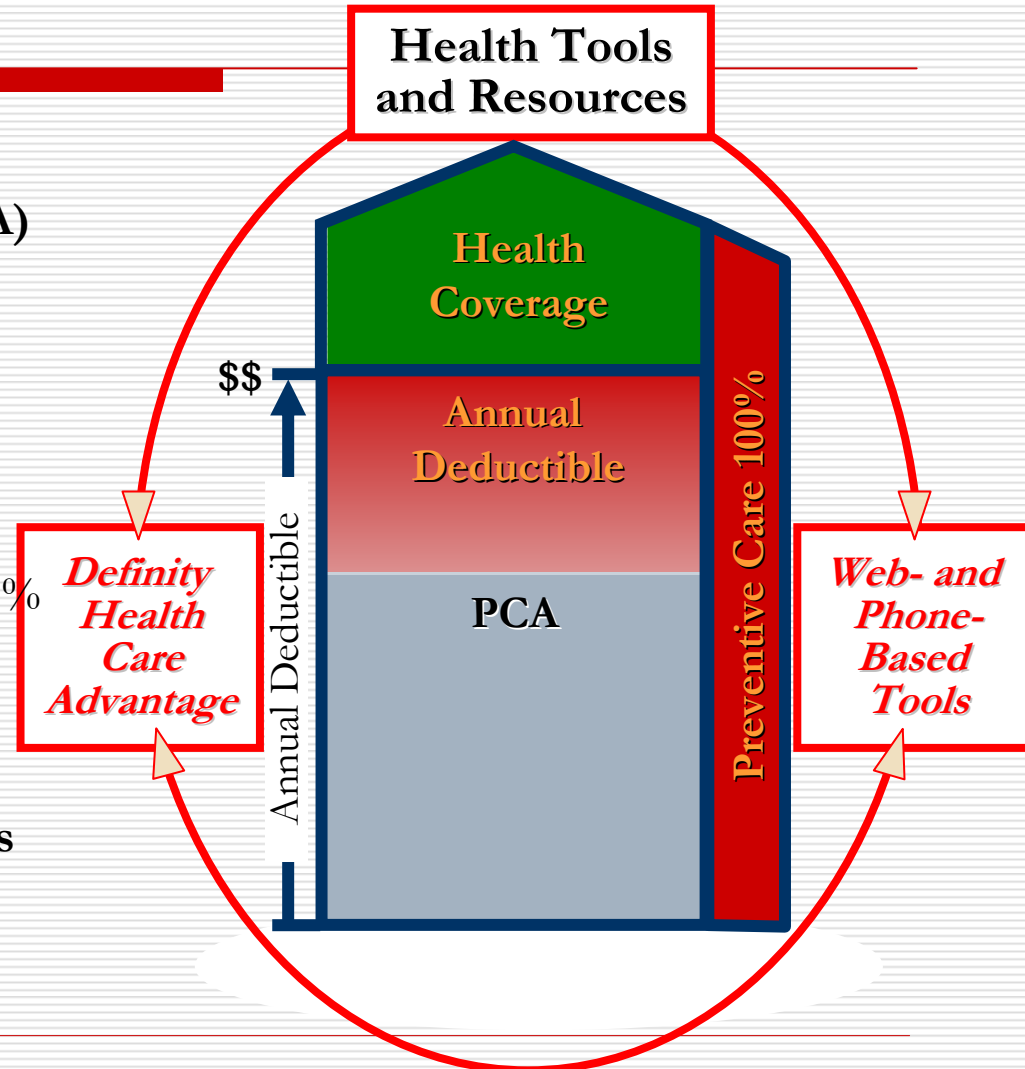 Health Tools
and Resources
A)
Health
Coverage
$$
Annual
Deductible
Annual Deductible
Preventive Care 100%
%
Definity
Health
Care
Advantage
PCA
Web- and
Phone-
Based
Tools
s